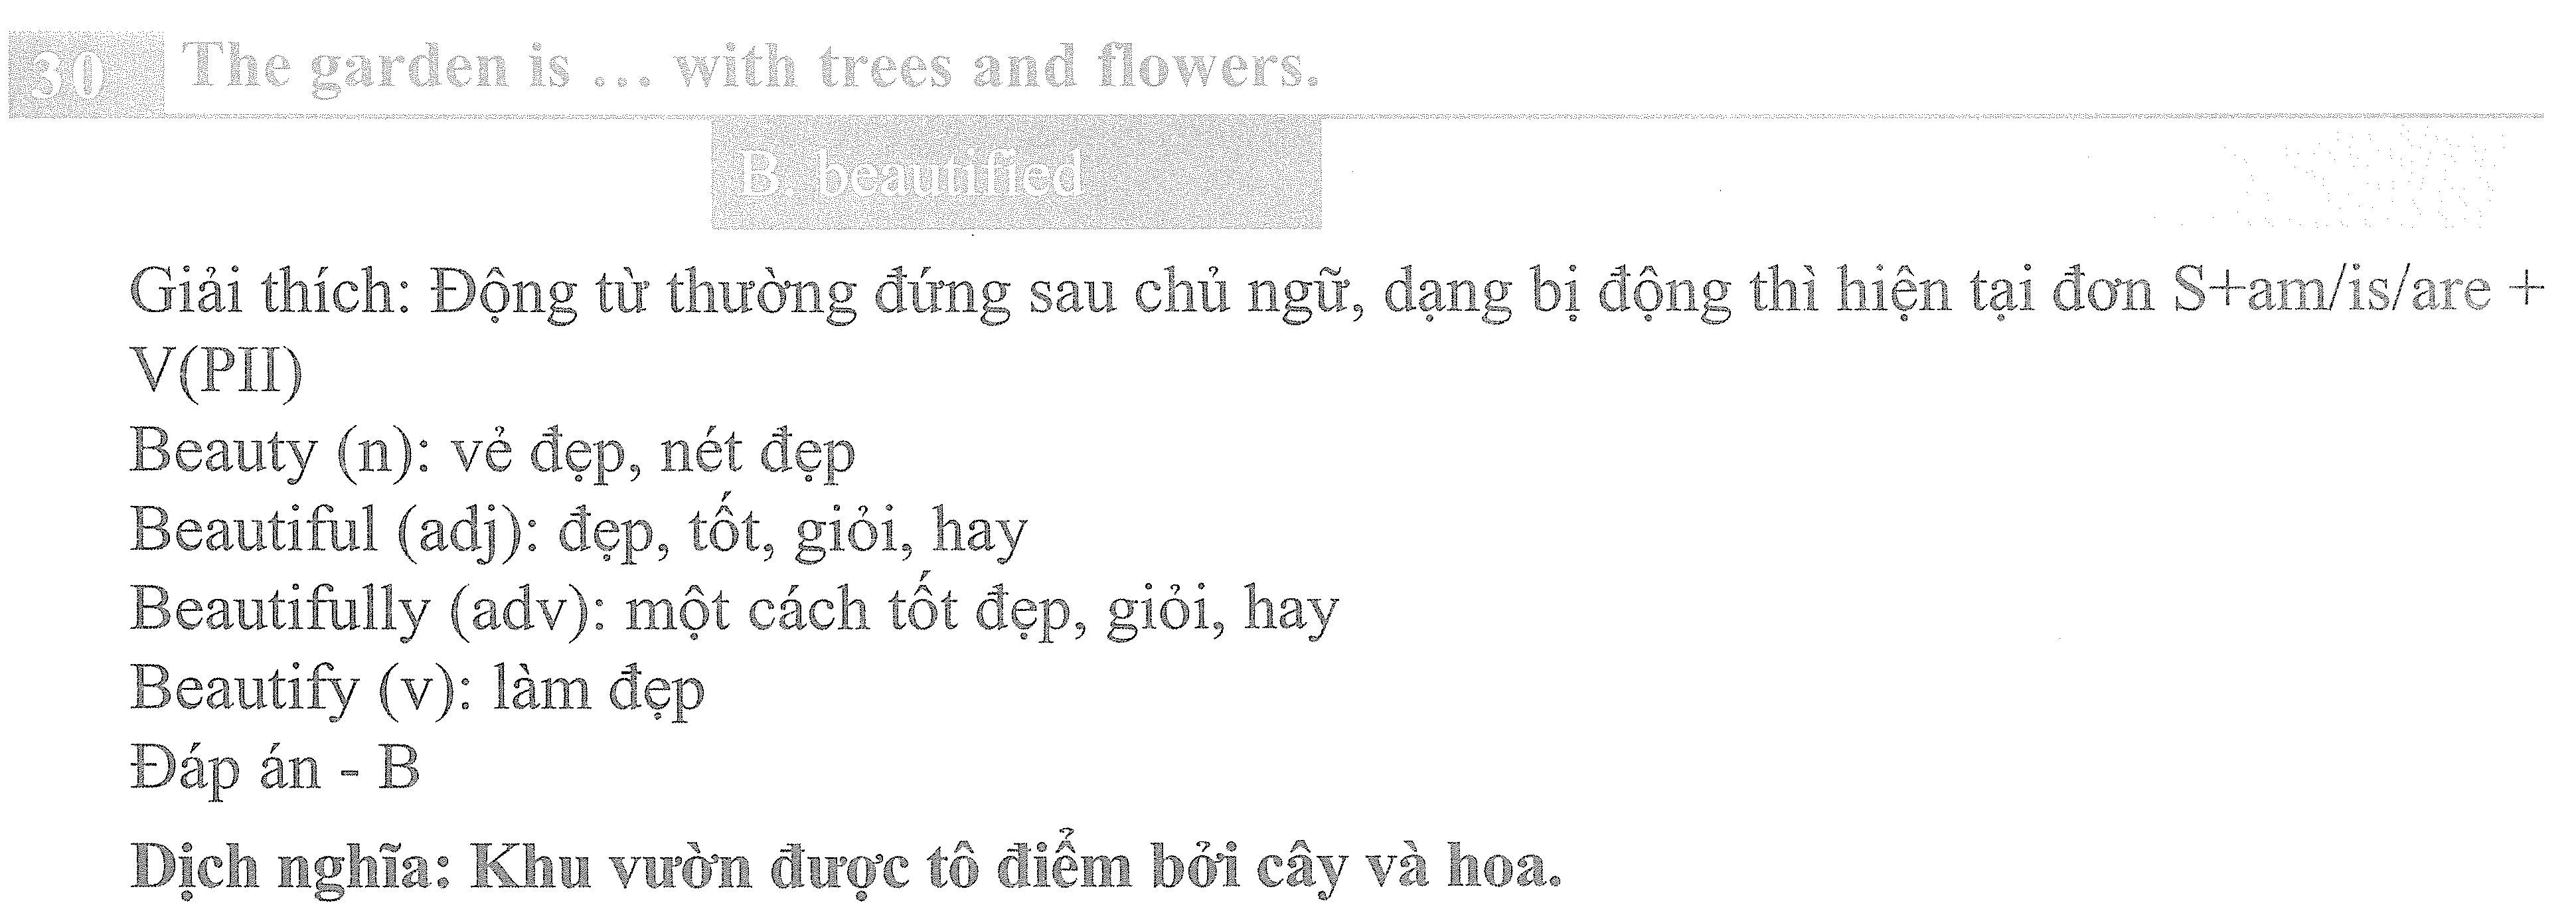 30 The garden is ... with trees and flowers.
B. beautified
Giải thích: Động từ thường đứng sau chủ ngữ, dạng bị động thì hiện tại đơn S+am/is/are +
V(PII)
Beauty (n): vẻ đẹp, nét đẹp
Beautiful (adj): đẹp, tốt, giỏi, hay
Beautifully (adv): một cách tốt đẹp, giỏi, hay
Beautify (v): làm đẹp
Đáp án - B
Dịch nghĩa: Khu vườn được tô điểm bởi cây và hoa.